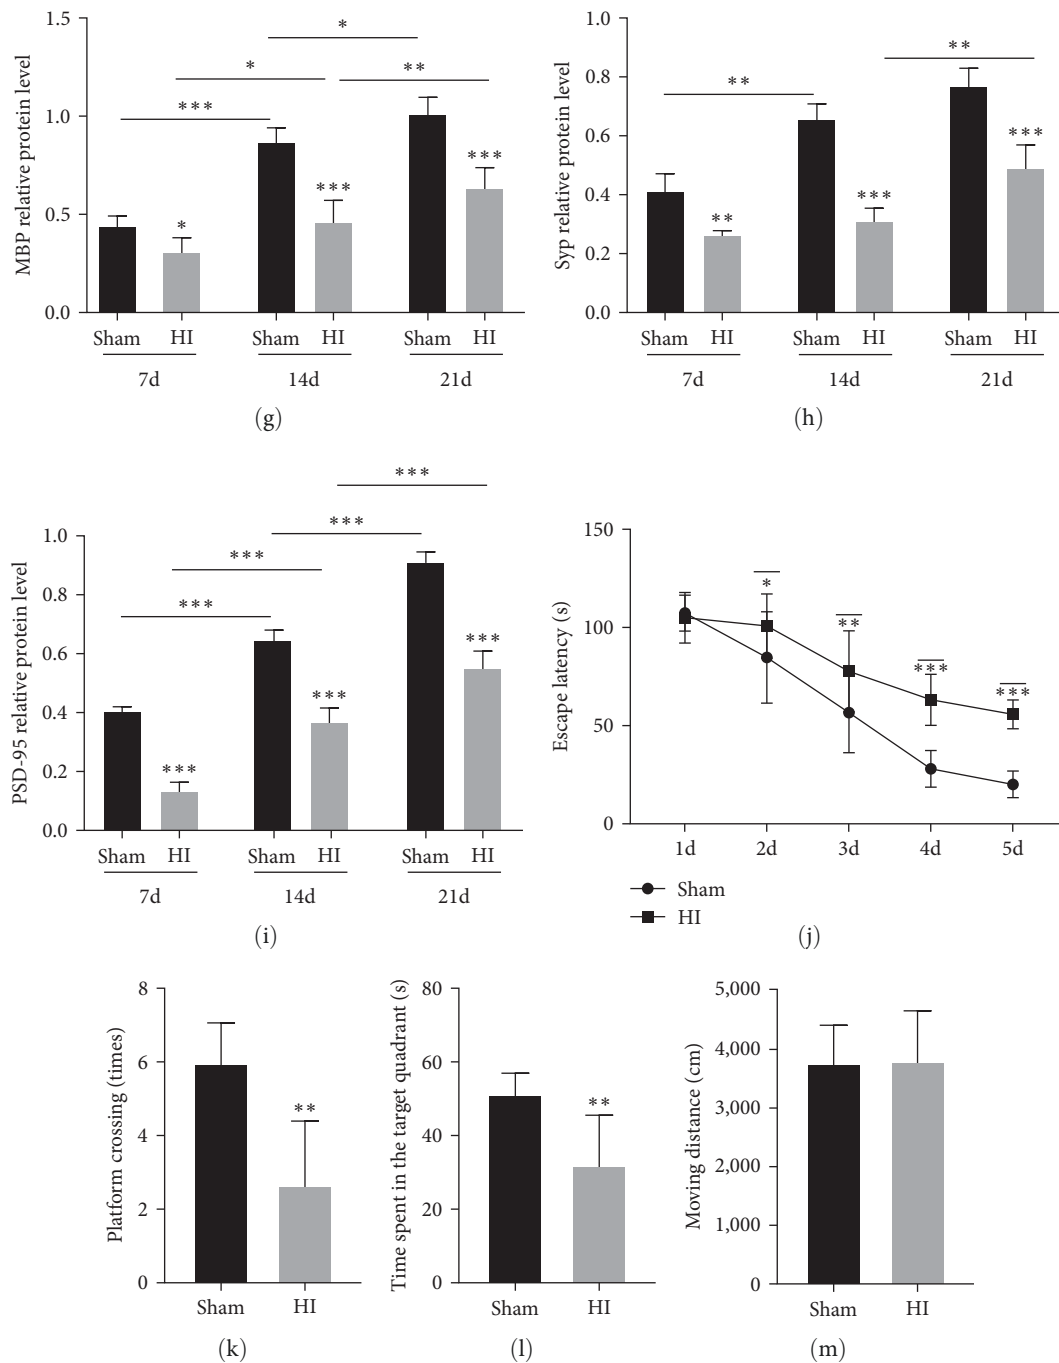 MBP relative protein level
1.5
1.0
0.5
0.0
*
*
**
***
*
***
***
Sham HI Sham HI Sham HI
7d 14d 21d
(g)
Syp relative protein level
1.0
0.8
0.6
0.4
0.2
0.0
**
**
**
***
***
Sham HI Sham HI Sham HI
7d 14d 21d
(h)
PSD-95 relative protein level
1.0
0.8
0.6
0.4
0.2
0.0
***
***
***
***
***
***
***
Sham HI Sham HI Sham HI
7d 14d 21d
(i)
Escape latency (s)
150
100
50
0
*
**
***
***
1d 2d 3d 4d 5d
Sham
HI
(j)
Platform crossing (times)
8
6
4
2
0
**
Sham HI
(k)
Time spent in the target quadrant (s)
80
60
40
20
0
**
Sham HI
(l)
Moving distance (cm)
5,000
4,000
3,000
2,000
1,000
0
Sham HI
(m)